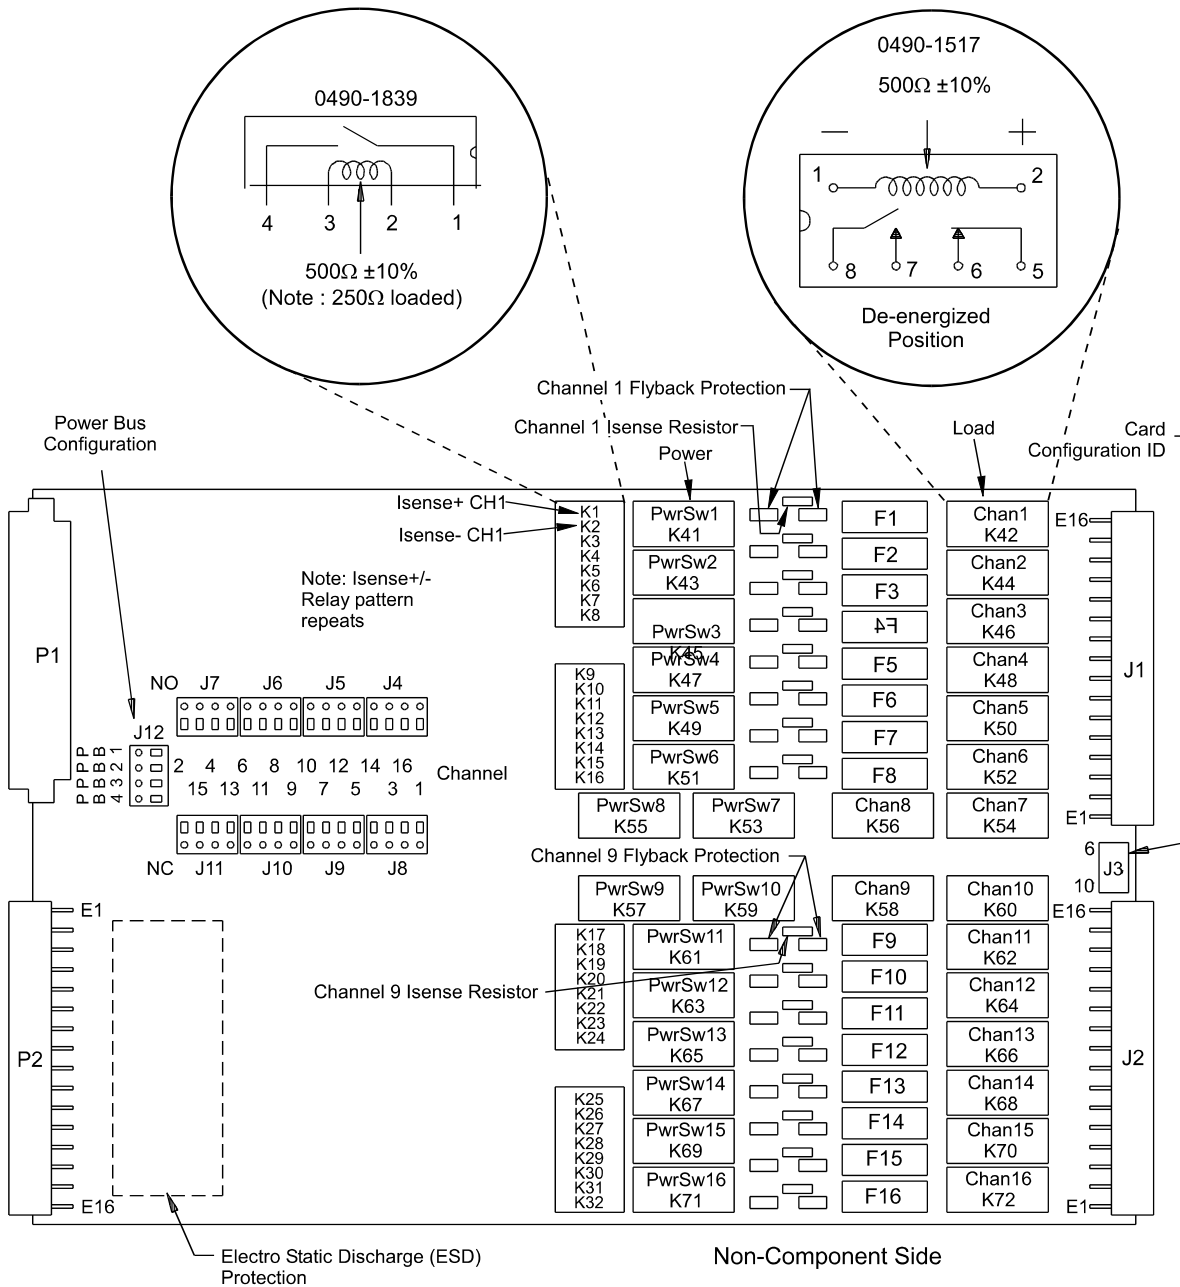 0490-1839
4 3 2 1
500Ω ±10%
(Note : 250Ω loaded)
0490-1517
500Ω ±10%
— +
1 2
8 7 6 5
De-energized
Position
Channel 1 Flyback Protection
Channel 1 Isense Resistor
Power
Load
Card
Configuration ID
Power Bus
Configuration
Isense+ CH1
Isense- CH1
Note: Isense+/-
Relay pattern
repeats
K1
K2
K3
K4
K5
K6
K7
K8
K9
K10
K11
K12
K13
K14
K15
K16
PwrSw1
K41
PwrSw2
K43
PwrSw3
K45
PwrSw4
K47
PwrSw5
K49
PwrSw6
K51
PwrSw8
K55
PwrSw7
K53
F1
F2
F3
F4
F5
F6
F7
F8
Chan1
K42
Chan2
K44
Chan3
K46
Chan4
K48
Chan5
K50
Chan6
K52
Chan8
K56
Chan7
K54
E16
J1
E1
P1
NO J7 J6 J5 J4
J12
PPB1
PPB2
PPB3
PPB4
2 4 6 8 10 12 14 16
15 13 11 9 7 5 3 1
Channel
NC J11 J10 J9 J8
6
J3
10
Channel 9 Flyback Protection
PwrSw9
K57
PwrSw10
K59
Chan9
K58
Chan10
K60
K17
K18
K19
K20
K21
K22
K23
K24
K25
K26
K27
K28
K29
K30
K31
K32
PwrSw11
K61
PwrSw12
K63
PwrSw13
K65
PwrSw14
K67
PwrSw15
K69
PwrSw16
K71
Channel 9 Isense Resistor
F9
F10
F11
F12
F13
F14
F15
F16
Chan11
K62
Chan12
K64
Chan13
K66
Chan14
K68
Chan15
K70
Chan16
K72
E16
J2
E1
E1
P2
E16
Electro Static Discharge (ESD)
Protection
Non-Component Side